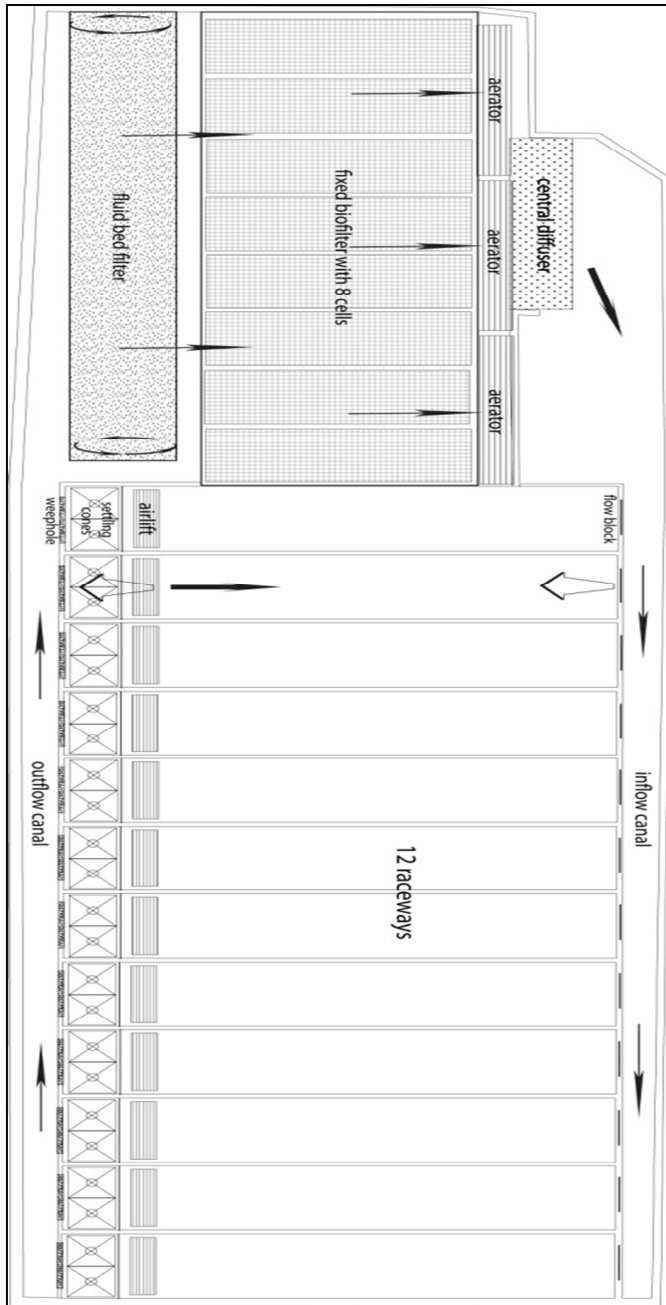 aerator
aerator
aerator
central diffuser
fixed biofilter with 8 cells
fluid bed filter
flow block
airlift
settling
cones
weephole
inflow canal
12 raceways
outflow canal